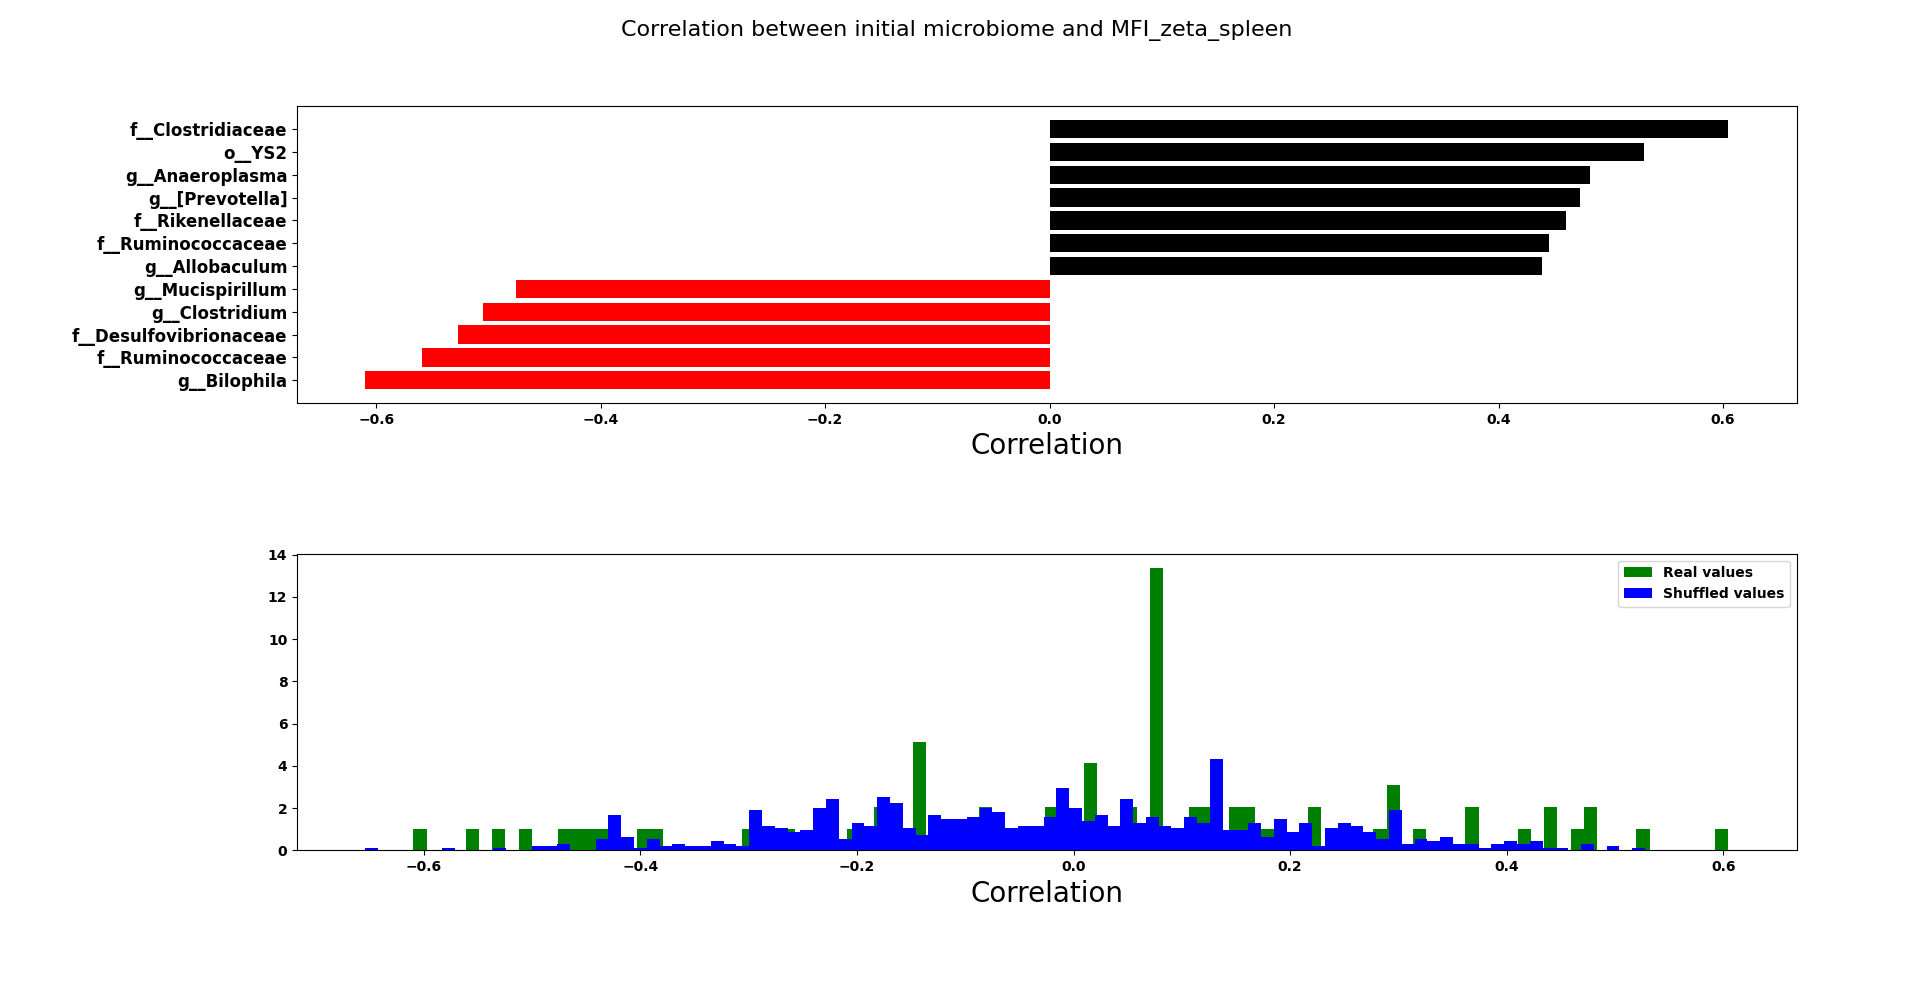 Correlation between initial microbiome and MFI_zeta_spleen
f__Clostridiaceae
o__YS2
g__Anaeroplasma
g__[Prevotella]
f__Rikenellaceae
f__Ruminococcaceae
g__Allobaculum
g__Mucispirillum
g__Clostridium
f__Desulfovibrionaceae
f__Ruminococcaceae
g__Bilophila
−0.6 −0.4 −0.2 0.0 0.2 0.4 0.6
Correlation
14
12
10
8
6
4
2
0
Real values
Shuffled values
−0.6 −0.4 −0.2 0.0 0.2 0.4 0.6
Correlation